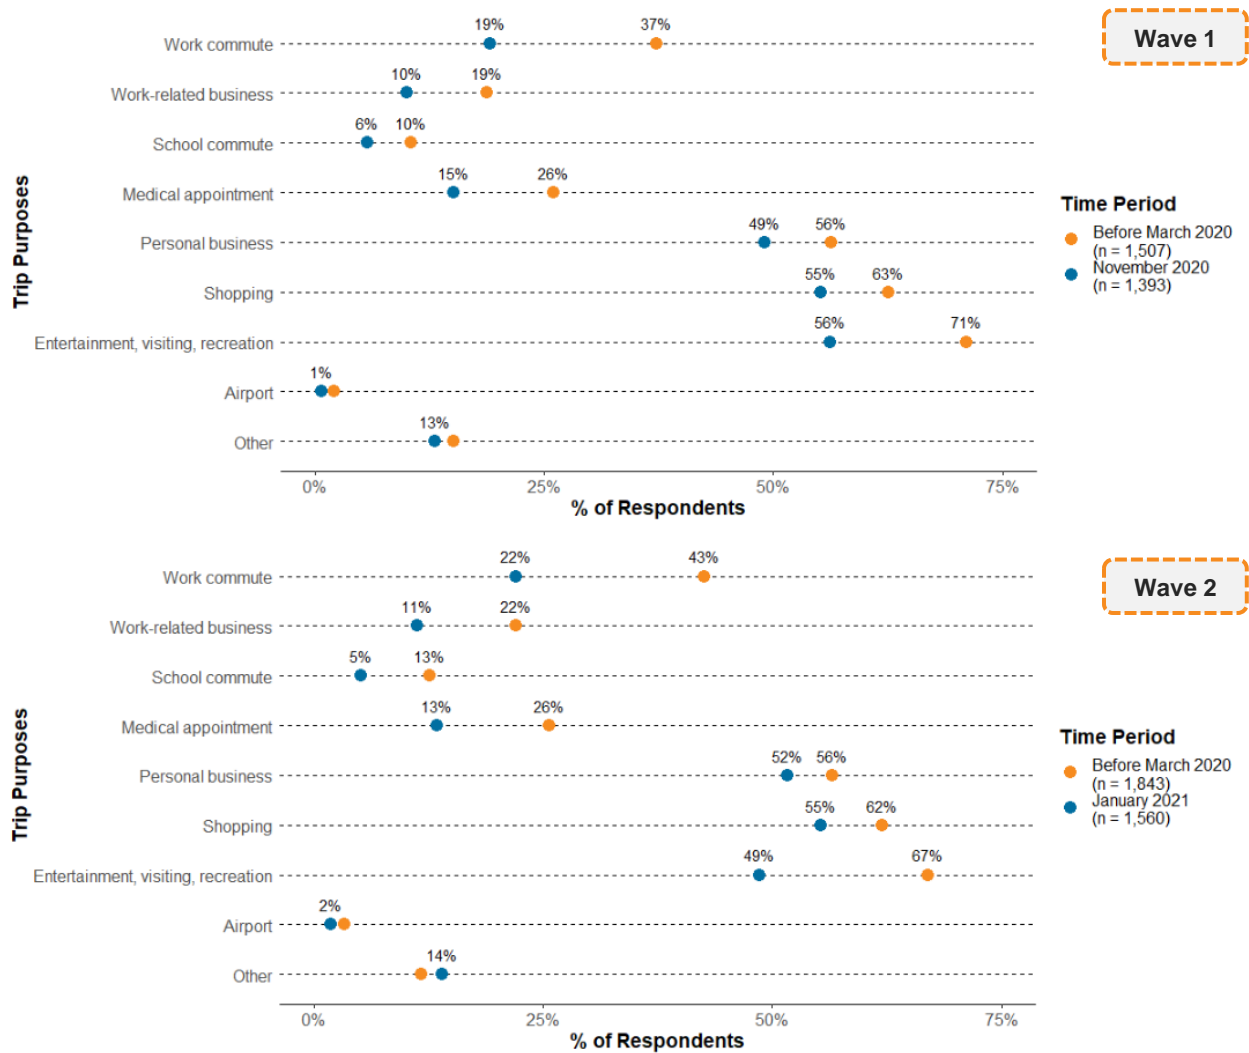 Wave 1
19% 37%
Work commute
10% 19%
Work-related business
6% 10%
School commute
15% 26%
Medical appointment
49% 56%
Personal business
55% 63%
Shopping
56% 71%
Entertainment, visiting, recreation
1%
Airport
13%
Other
Trip Purposes
0% 25% 50% 75%
% of Respondents
Time Period
Before March 2020
(n = 1,507)
November 2020
(n = 1,393)
Wave 2
22% 43%
Work commute
11% 22%
Work-related business
5% 13%
School commute
13% 26%
Medical appointment
52% 56%
Personal business
55% 62%
Shopping
49% 67%
Entertainment, visiting, recreation
2%
Airport
14%
Other
Trip Purposes
0% 25% 50% 75%
% of Respondents
Time Period
Before March 2020
(n = 1,843)
January 2021
(n = 1,560)